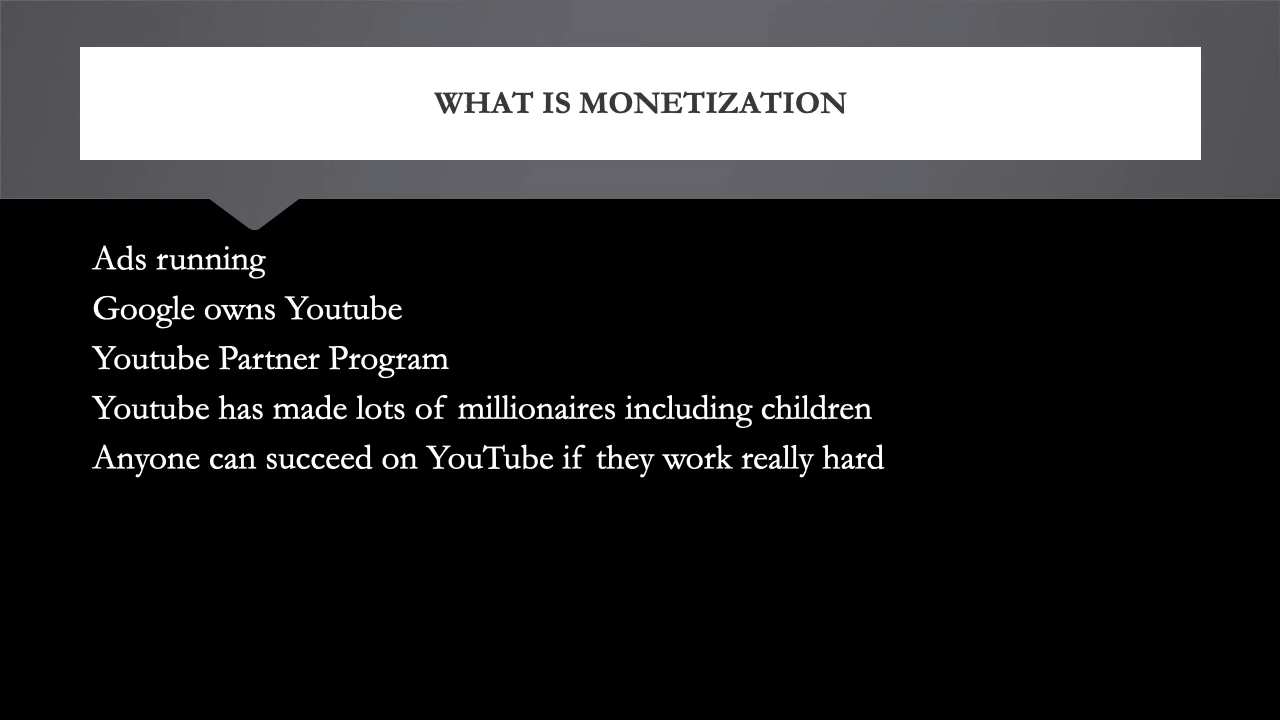 WHAT IS MONETIZATION
Ads running
Google owns Youtube
Youtube Partner Program
Youtube has made lots of millionaires including children
Anyone can succeed on YouTube if they work really hard